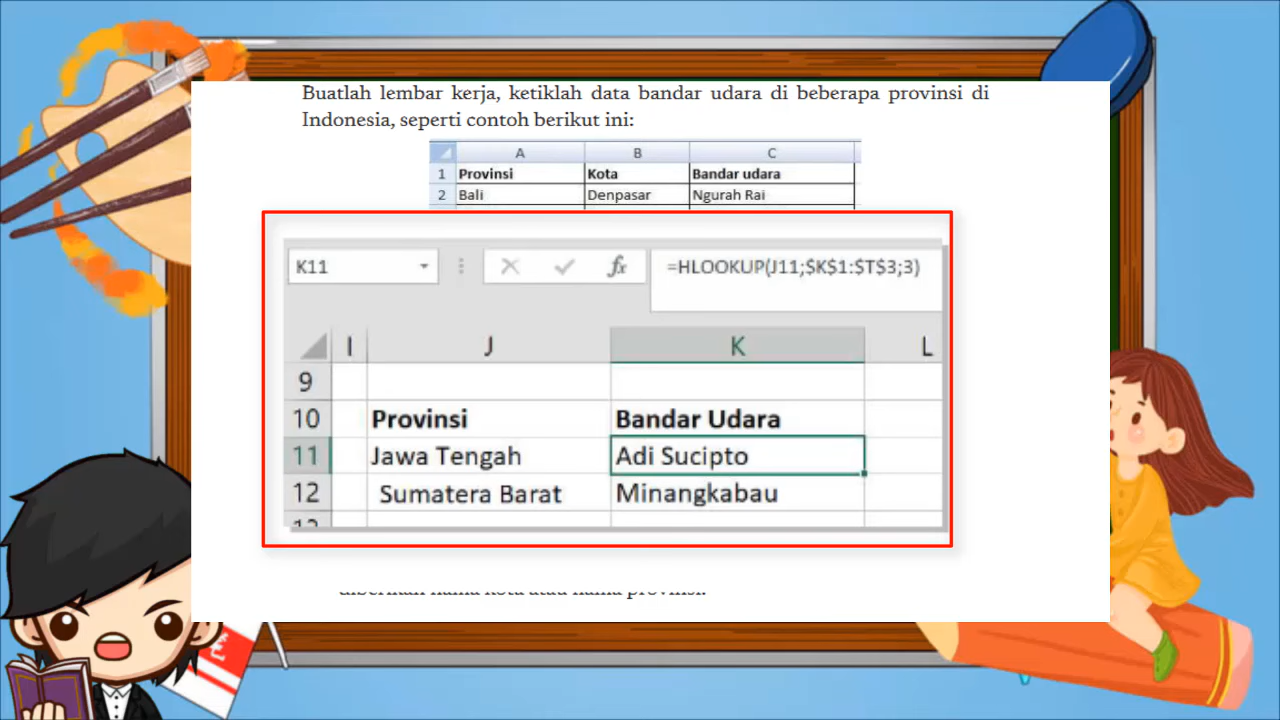 Buatlah lembar kerja, ketiklah data bandar udara di beberapa provinsi di
Indonesia, seperti contoh berikut ini:
A B C
1 Provinsi Kota Bandar udara
2 Bali Denpasar Ngurah Rai
K11 fx =HLOOKUP(J11;$K$1:$T$3;3)
I J K L
9
10 Provinsi Bandar Udara
11 Jawa Tengah Adi Sucipto
12 Sumatera Barat Minangkabau
nama kota atau nama provinsi.